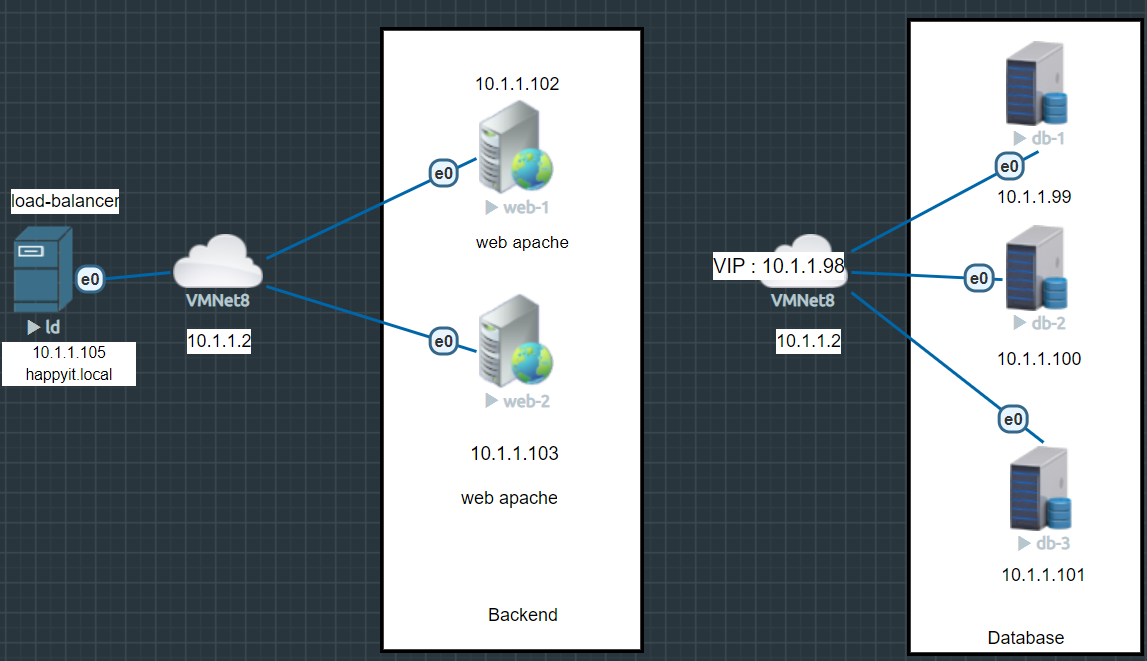 load-balancer
e0
ld
10.1.1.105
happyit.local
VMNet8
10.1.1.2
10.1.1.102
e0
web-1
web apache
e0
web-2
10.1.1.103
web apache
Backend
VIP : 10.1.1.98
VMNet8
10.1.1.2
db-1
e0
10.1.1.99
e0
db-2
10.1.1.100
e0
db-3
10.1.1.101
Database